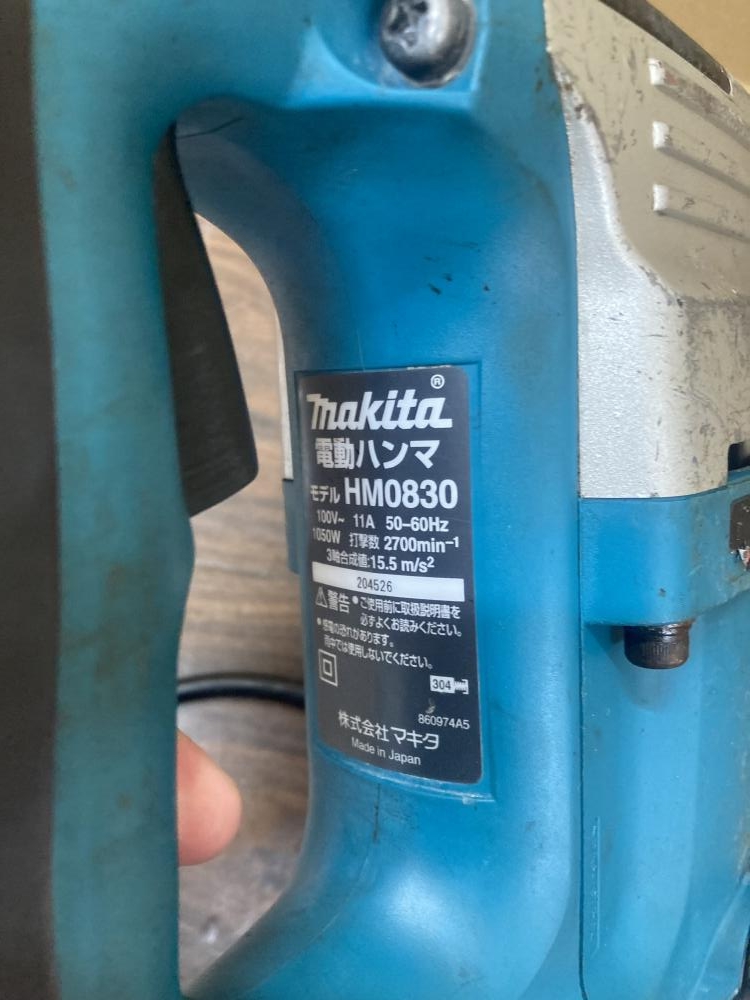 makita®
電動ハンマ
モデル HM0830
100V~ 11A 50-60Hz
1050W 打撃数 2700min⁻¹
3軸合成値:15.5 m/s²
204526
⚠警告 ●ご使用前に取扱説明書を
必ずよくお読みください。
●感電の恐れがあります。
雨中では使用しないでください。
304
860974A5
株式会社マキタ
Made in Japan